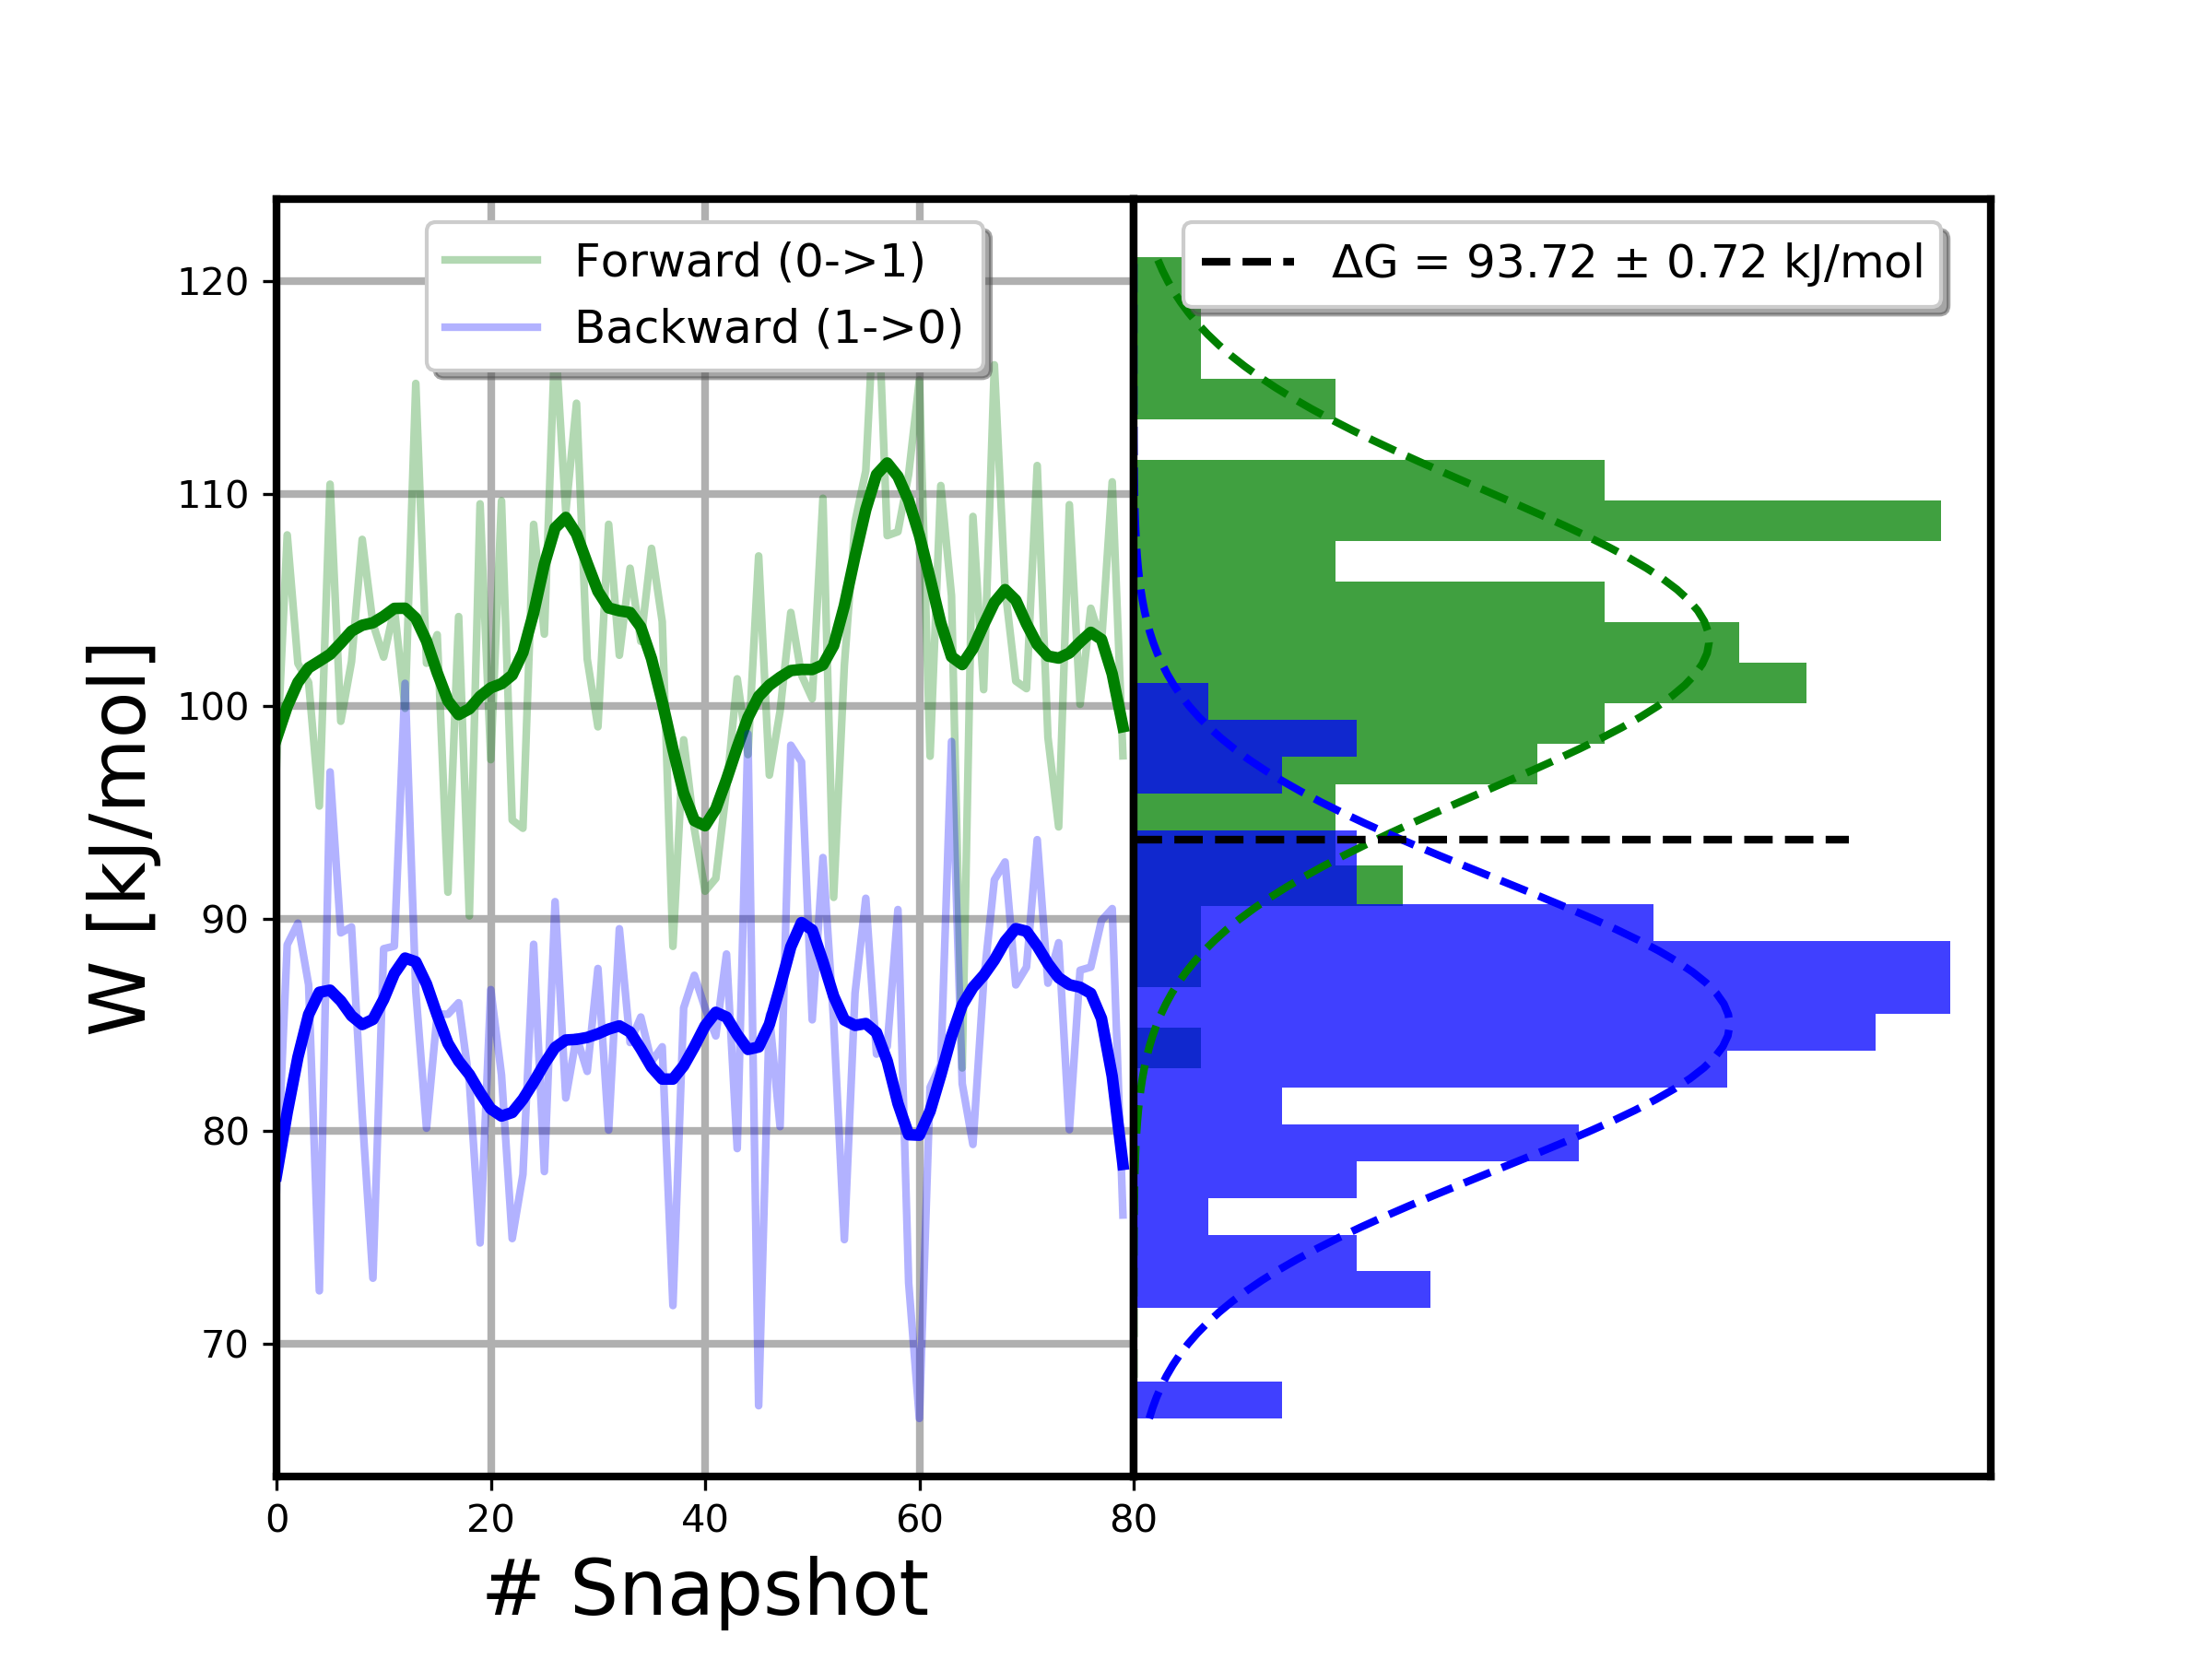 Forward (0->1)
Backward (1->0)
ΔG = 93.72 ± 0.72 kJ/mol
W [kJ/mol]
120
110
100
90
80
70
0 20 40 60 80
# Snapshot